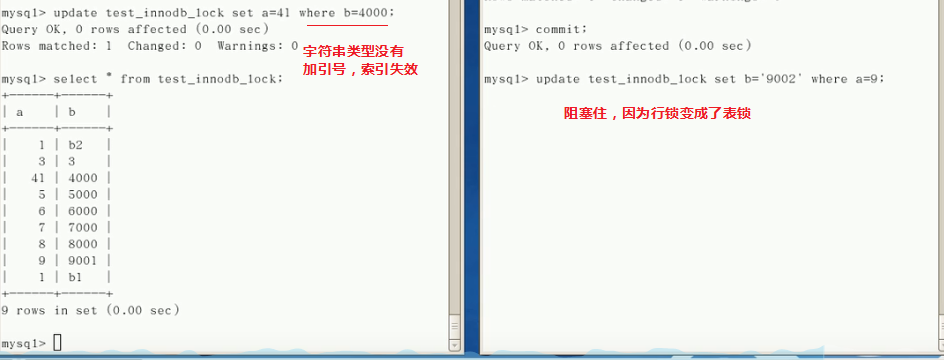 mysql> update test_innodb_lock set a=41 where b=4000;
Query OK, 0 rows affected (0.00 sec)
Rows matched: 1  Changed: 0  Warnings: 0
字符串类型没有
加引号，索引失效
mysql> select * from test_innodb_lock;
+------+------+
| a    | b    |
+------+------+
|    1 | b2   |
|    3 | 3    |
|   41 | 4000 |
|    5 | 5000 |
|    6 | 6000 |
|    7 | 7000 |
|    8 | 8000 |
|    9 | 9001 |
|    1 | b1   |
+------+------+
9 rows in set (0.00 sec)
mysql>
mysql> commit;
Query OK, 0 rows affected (0.00 sec)
mysql> update test_innodb_lock set b='9002' where a=9;
阻塞住，因为行锁变成了表锁